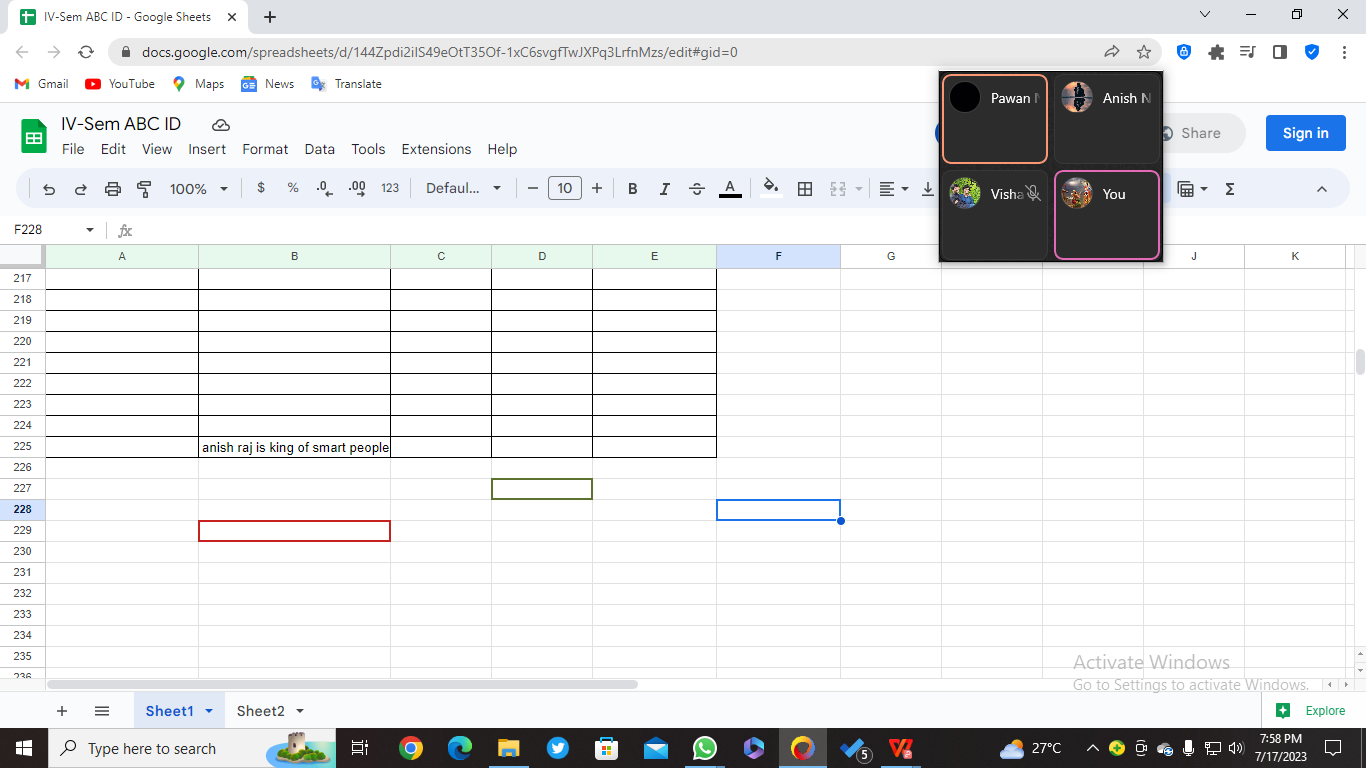 IV-Sem ABC ID - Google Sheets
docs.google.com/spreadsheets/d/144Zpdi2iIS49eOtT35Of-1xC6svgfTwJXPq3LrfnMzs/edit#gid=0
Gmail YouTube Maps News Translate
Pawan Anish N
IV-Sem ABC ID
Share Sign in
File Edit View Insert Format Data Tools Extensions Help
100% $ % .0 .00 123 Defaul... 10 B I S A Σ
Visha You
F228 fx
A B C D E F G J K
217
218
219
220
221
222
223
224
225 anish raj is king of smart people
226
227
228
229
230
231
232
233
234
235
236
Activate Windows
Go to Settings to activate Windows.
Sheet1 Sheet2 Explore
Type here to search 5 27°C 7:58 PM
7/17/2023